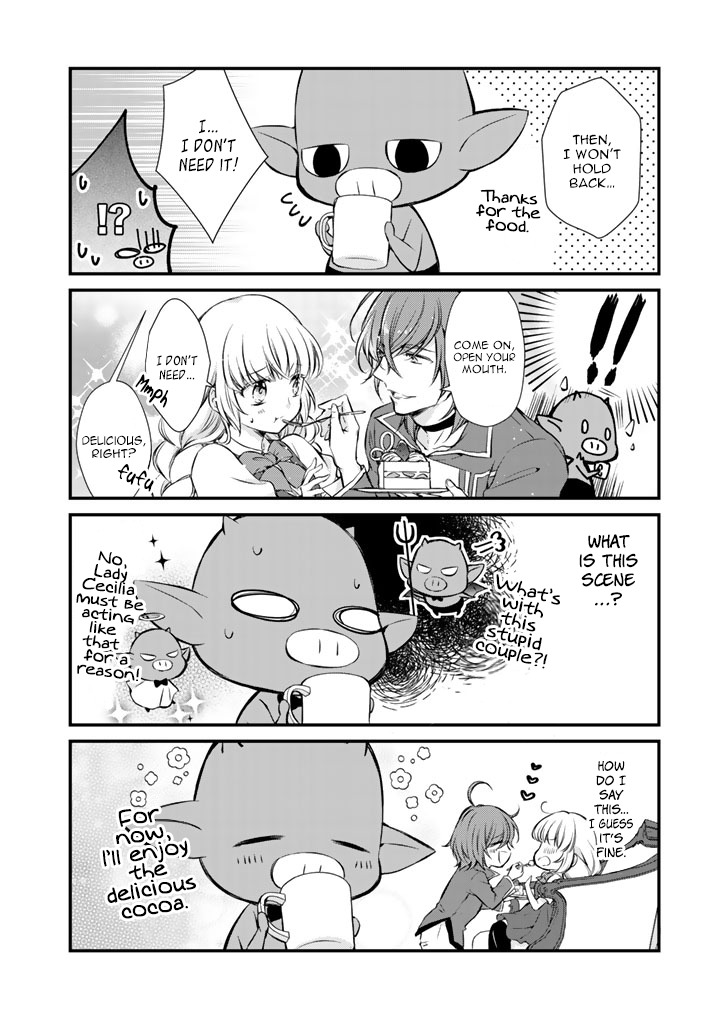 THEN,
I WON'T
HOLD
BACK...
Thanks
for the
food.
I...
I DON'T
NEED IT!
!?
!!
COME ON,
OPEN YOUR
MOUTH.
I DON'T
NEED...
Mmph
DELICIOUS,
RIGHT?
fufu
WHAT
IS THIS
SCENE
...?
What's
with
this
stupid
couple?!
No,
Lady
Cecilia
must be
acting
like
that
for a
reason!
HOW
DO I
SAY
THIS...
I GUESS
IT'S
FINE.
For
now,
I'll enjoy
the
delicious
cocoa.